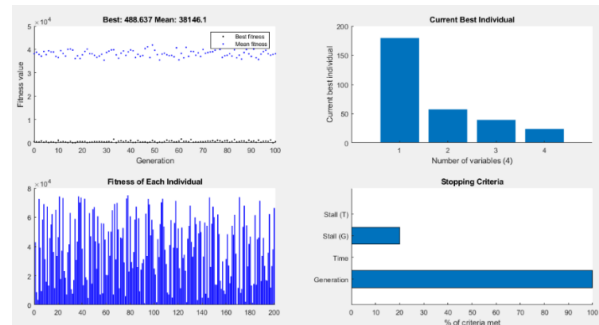 Best: 488.637 Mean: 38146.1
5 × 10^4
4
3
2
1
0
Fitness value
Best fitness
Mean fitness
0 10 20 30 40 50 60 70 80 90 100
Generation
Current Best Individual
200
150
100
50
0
Current best individual
1 2 3 4
Number of variables (4)
Fitness of Each Individual
8 × 10^4
6
4
2
0
0 20 40 60 80 100 120 140 160 180 200
Stopping Criteria
Stall (T)
Stall (G)
Time
Generation
0 10 20 30 40 50 60 70 80 90 100
% of criteria met